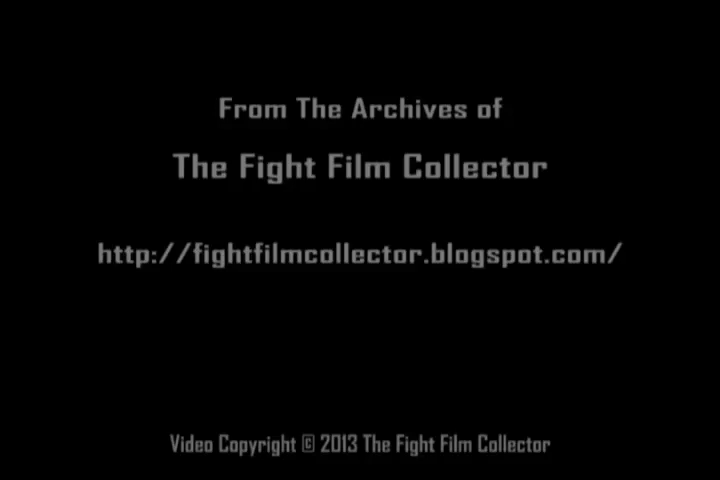 From The Archives of
The Fight Film Collector
http://fightfilmcollector.blogspot.com/
Video Copyright © 2013 The Fight Film Collector